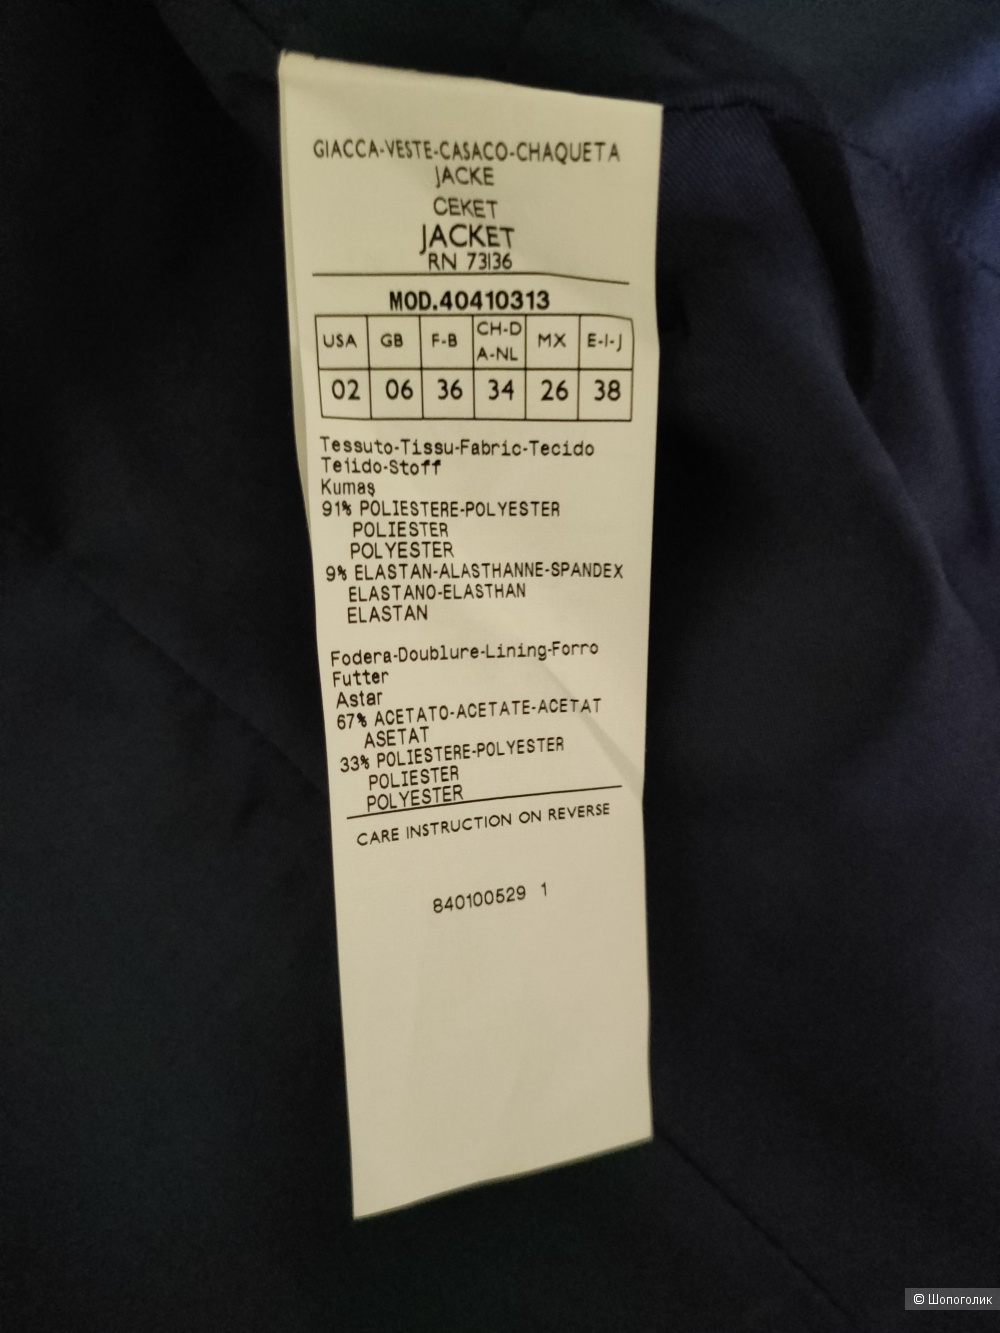 GIACCA-VESTE-CASACO-CHAQUETA
JACKE
CEKET
JACKET
RN 73136
MOD.40410313
USA GB F-B CH-D A-NL MX E-I-J
02 06 36 34 26 38
Tessuto-Tissu-Fabric-Tecido
Tejido-Stoff
Kumaş
91% POLIESTERE-POLYESTER
POLIESTER
POLYESTER
9% ELASTAN-ALASTHANNE-SPANDEX
ELASTANO-ELASTHAN
ELASTAN
Fodera-Doublure-Lining-Forro
Futter
Astar
67% ACETATO-ACETATE-ACETAT
ASETAT
33% POLIESTERE-POLYESTER
POLIESTER
POLYESTER
CARE INSTRUCTION ON REVERSE
840100529 1
© Шопоголик